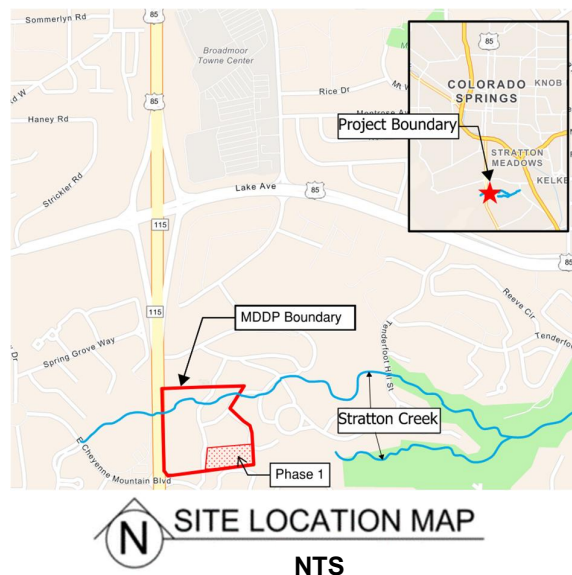 85
Sommerlyn Rd
85
Haney Rd
Strickler Rd
Broadmoor
Towne Center
Rice Dr
Lake Ave
85
115
115
85
Spring Grove Way
E Cheyenne Mountain Blvd
MDDP Boundary
Phase 1
Tenderfoot Hill St
Stratton Creek
Reeve Cir
85
COLORADO
SPRINGS
KNOB
Project Boundary
STRATTON
MEADOWS
KELKE
N
SITE LOCATION MAP
NTS